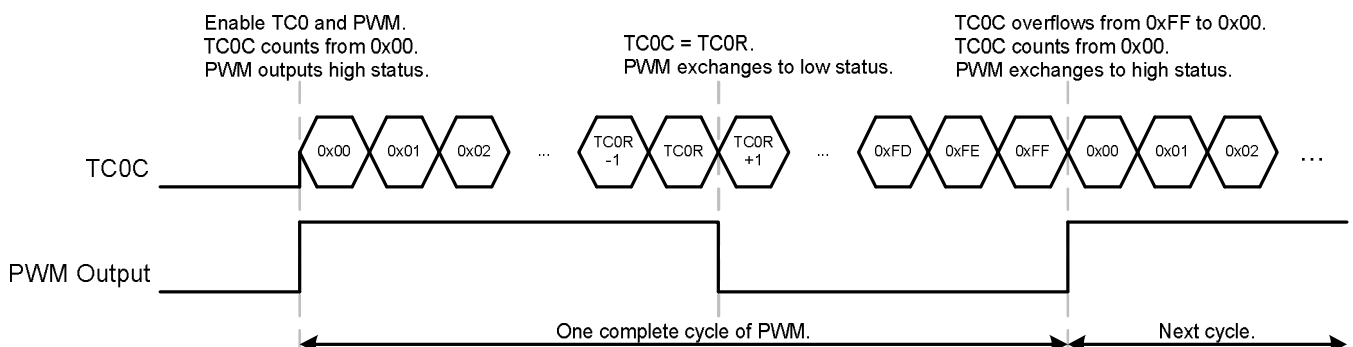 Enable TC0 and PWM.
TC0C counts from 0x00.
PWM outputs high status.
TC0C = TC0R.
PWM exchanges to low status.
TC0C overflows from 0xFF to 0x00.
TC0C counts from 0x00.
PWM exchanges to high status.
TC0C
0x00
0x01
0x02
...
TC0R
-1
TC0R
TC0R
+1
...
0xFD
0xFE
0xFF
0x00
0x01
0x02
...
PWM Output
One complete cycle of PWM.
Next cycle.